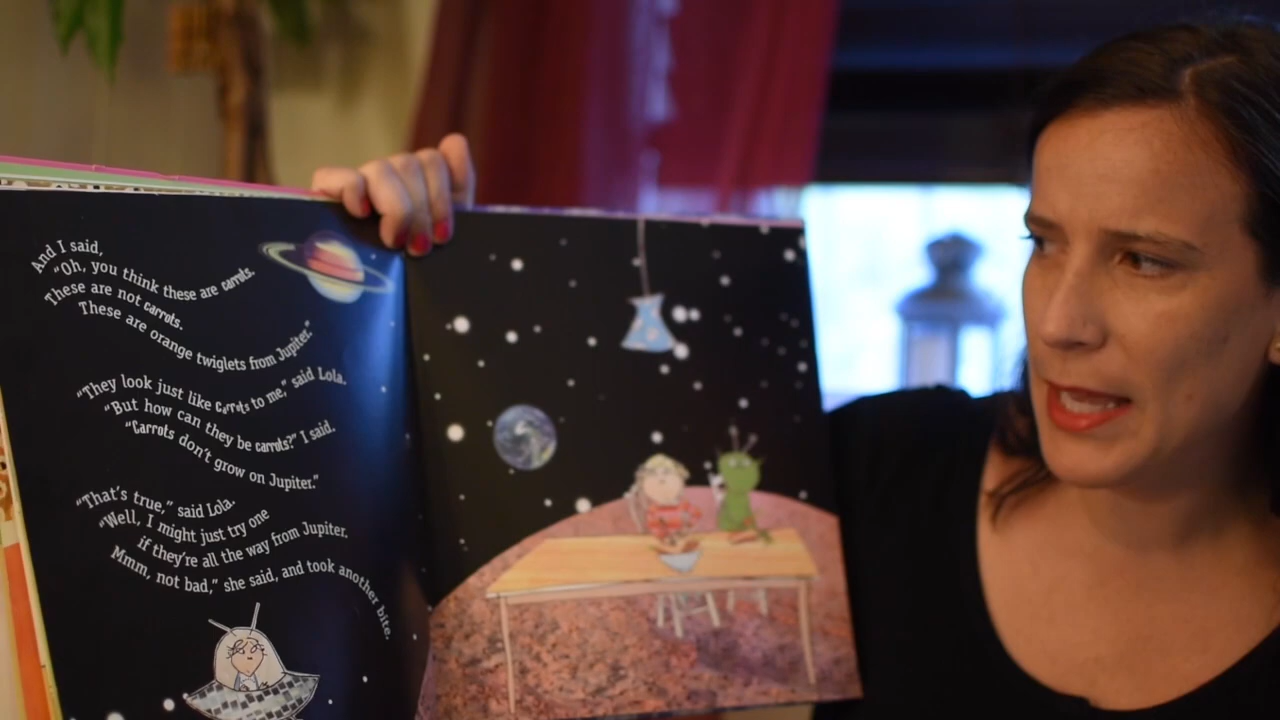 And I said,
"Oh, you think these are carrots.
These are not carrots.
These are orange twiglets from Jupiter."
"They look just like carrots to me," said Lola.
"But how can they be carrots?" I said.
"Carrots don't grow on Jupiter."
"That's true," said Lola.
"Well, I might just try one
if they're all the way from Jupiter.
Mmm, not bad," she said, and took another bite.